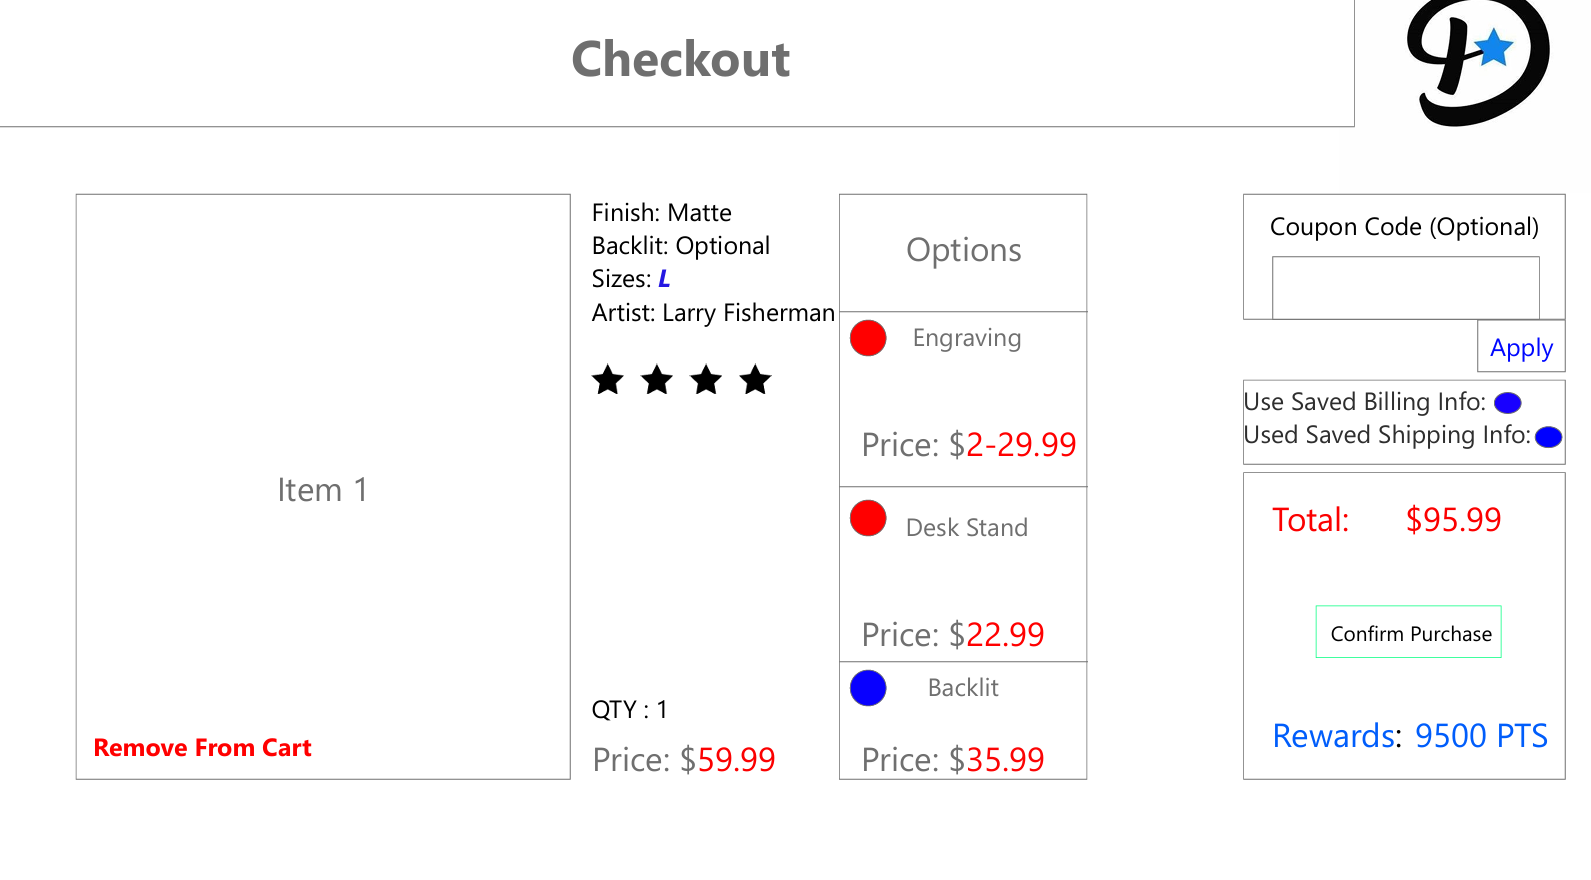 Checkout
Finish: Matte
Backlit: Optional
Sizes: L
Artist: Larry Fisherman
Item 1
Remove From Cart
QTY : 1
Price: $59.99
Options
Engraving
Price: $2-29.99
Desk Stand
Price: $22.99
Backlit
Price: $35.99
Coupon Code (Optional)
Apply
Use Saved Billing Info:
Used Saved Shipping Info:
Total: $95.99
Confirm Purchase
Rewards: 9500 PTS